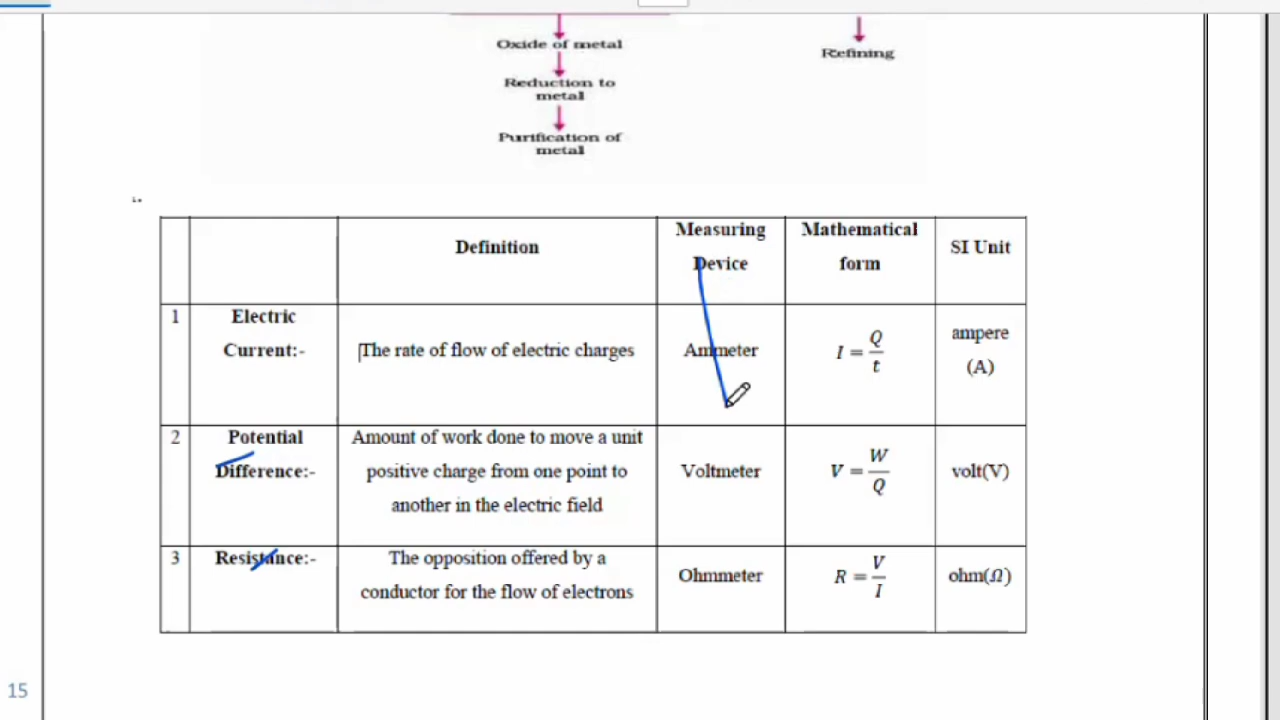 Oxide of metal
Refining
Reduction to
metal
Purification of
metal
Definition
Measuring
Device
Mathematical
form
SI Unit
1
Electric
Current:-
The rate of flow of electric charges
Ammeter
I = Q/t
ampere
(A)
2
Potential
Difference:-
Amount of work done to move a unit
positive charge from one point to
another in the electric field
Voltmeter
V = W/Q
volt(V)
3
Resistance:-
The opposition offered by a
conductor for the flow of electrons
Ohmmeter
R = V/I
ohm(Ω)
15